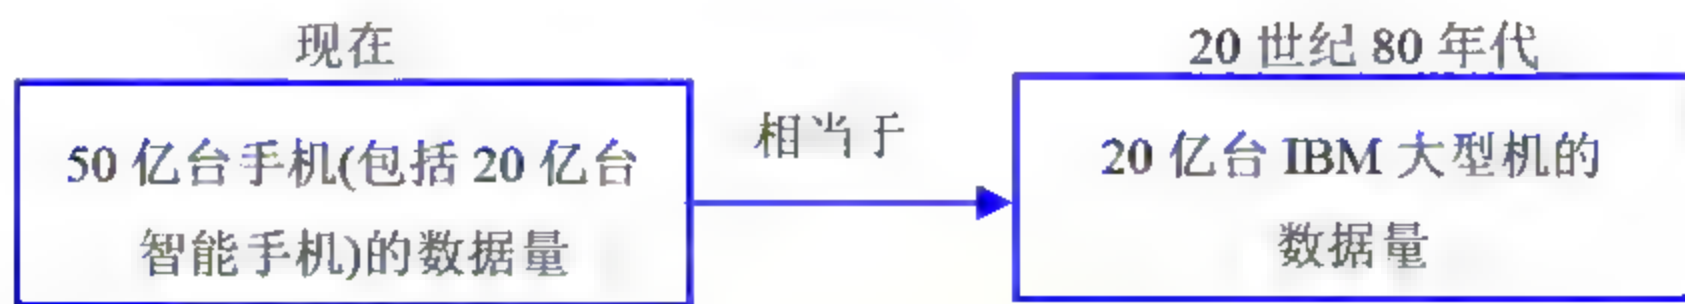 现在
50 亿台手机(包括 20 亿台
智能手机)的数据量
相当于
20 世纪 80 年代
20 亿台 IBM 大型机的
数据量